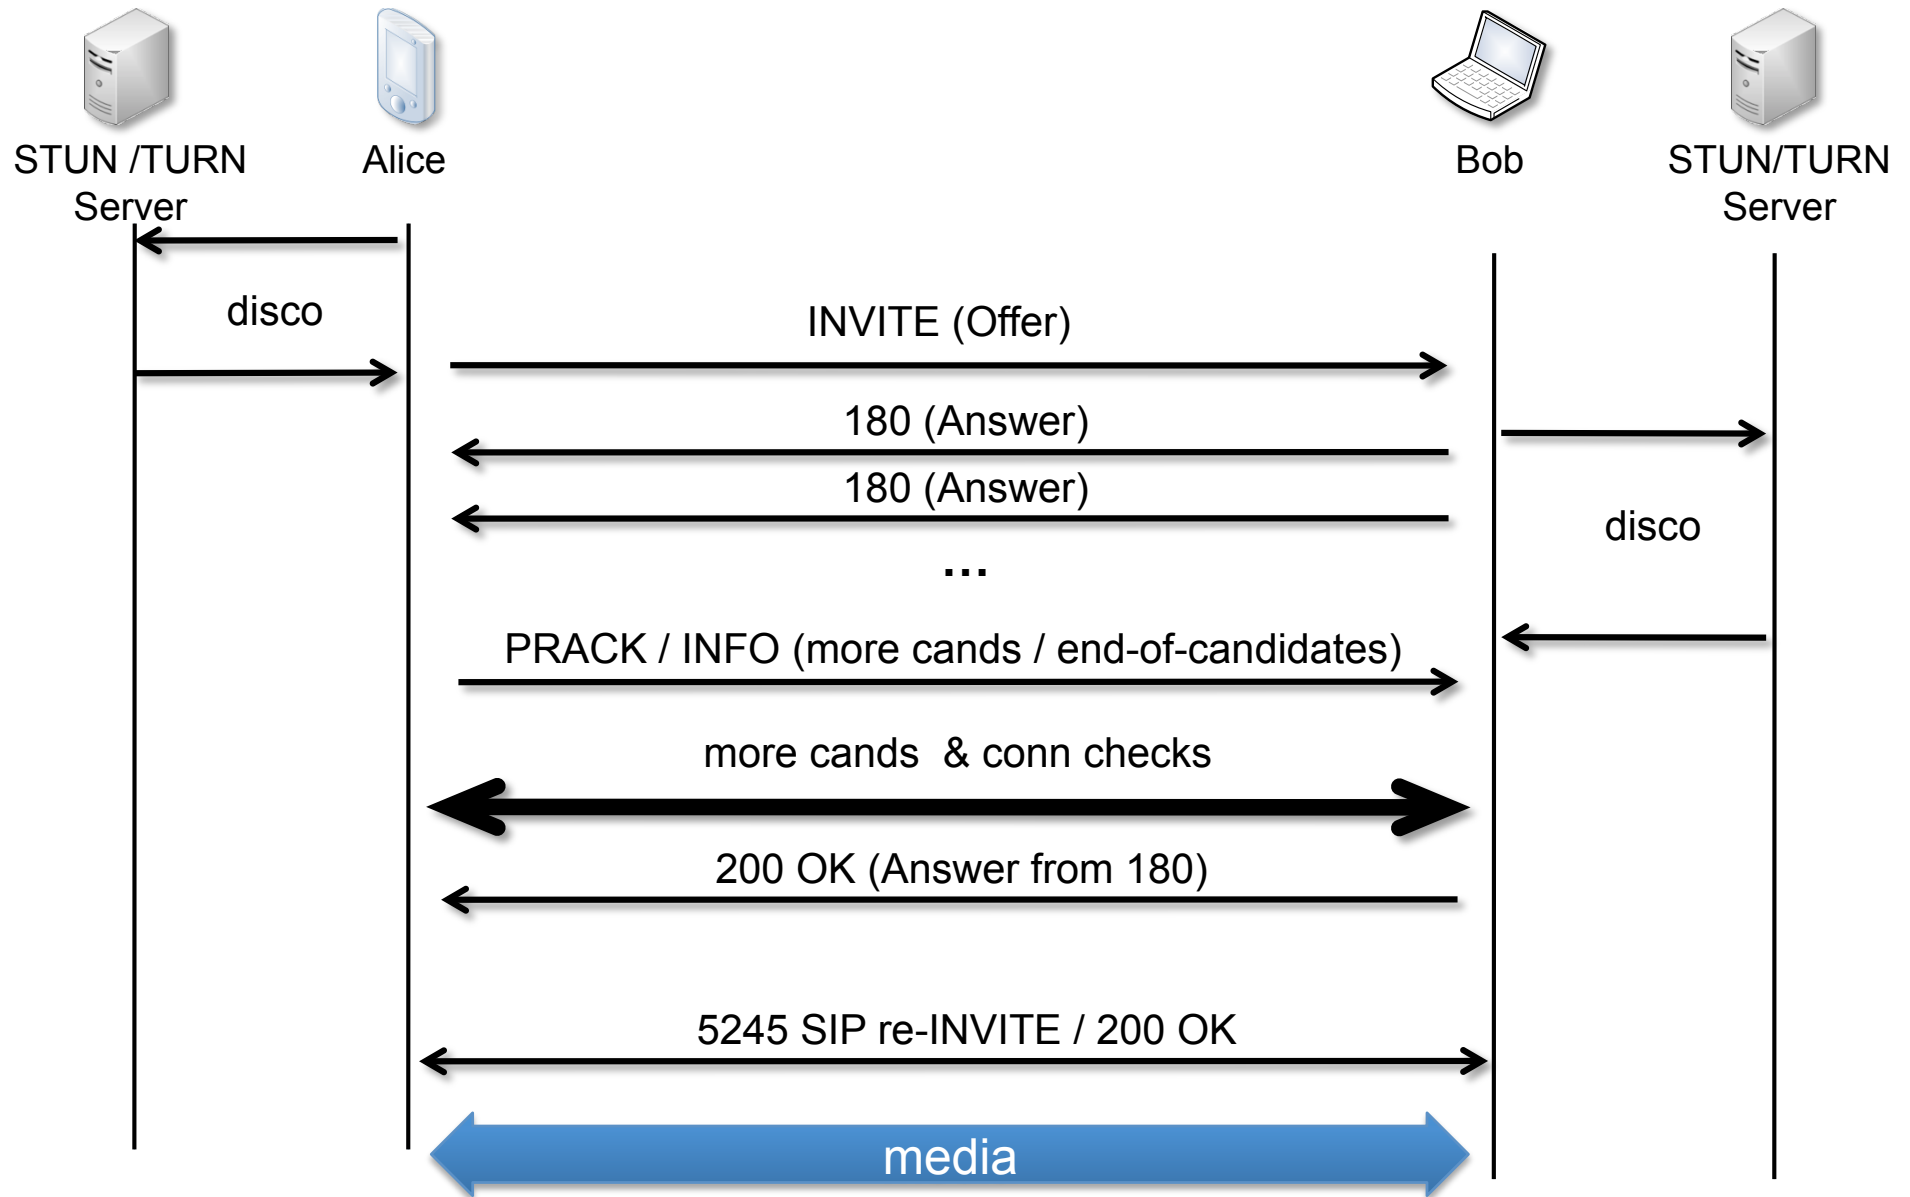 STUN /TURN
Server
Alice
Bob
STUN/TURN
Server
disco
INVITE (Offer)
180 (Answer)
180 (Answer)
disco
...
PRACK / INFO (more cands / end-of-candidates)
more cands  & conn checks
200 OK (Answer from 180)
5245 SIP re-INVITE / 200 OK
media